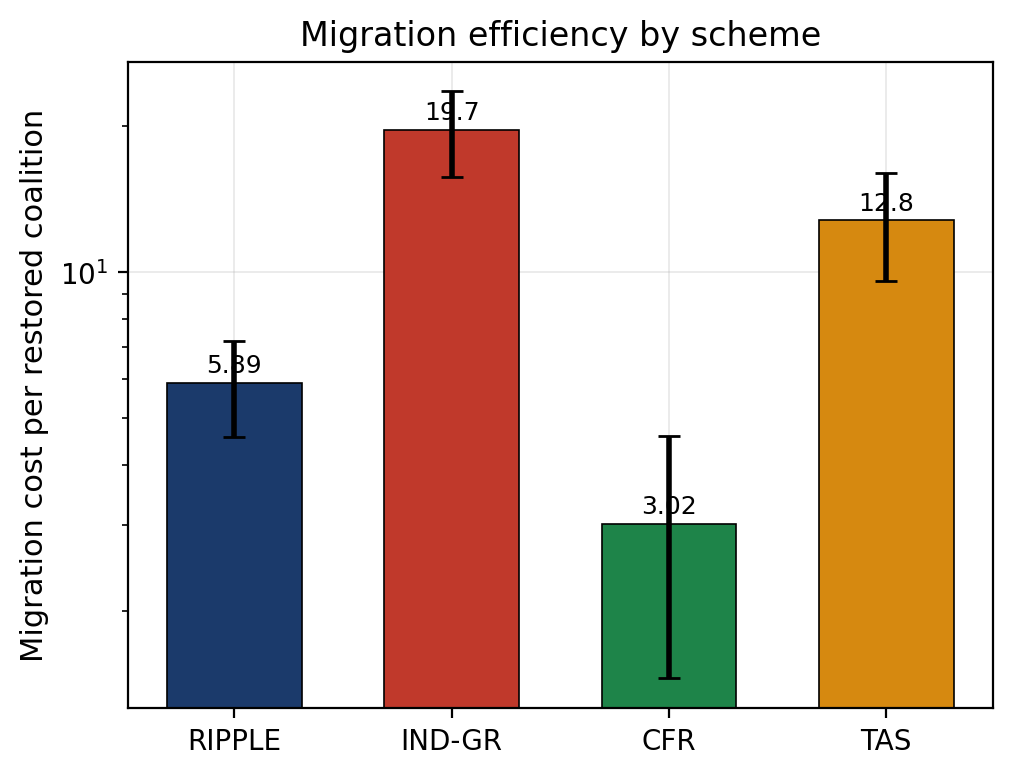 Migration efficiency by scheme
Migration cost per restored coalition
10¹
5.89
19.7
3.02
12.8
RIPPLE
IND-GR
CFR
TAS